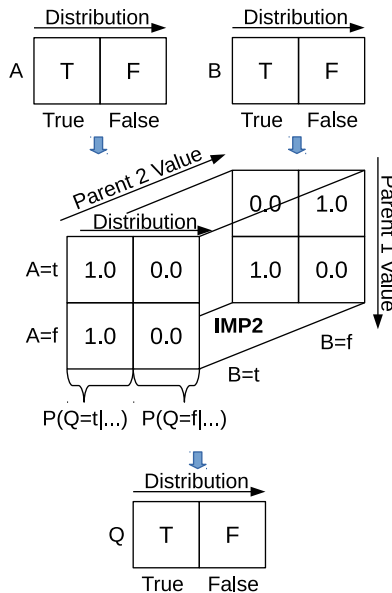 Distribution
Distribution
A T F
B T F
True False
True False
Parent 2 Value
Parent 1 Value
Distribution
0.0 1.0
A=t 1.0 0.0
1.0 0.0
A=f 1.0 0.0
IMP2
B=f
B=t
P(Q=t|...) P(Q=f|...)
Distribution
Q T F
True False